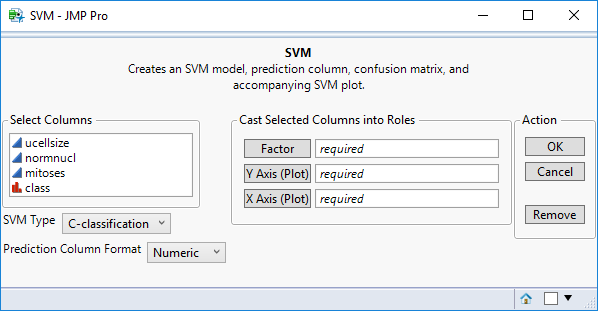 SVM - JMP Pro
SVM
Creates an SVM model, prediction column, confusion matrix, and
accompanying SVM plot.
Select Columns
ucellsize
normnucl
mitoses
class
SVM Type C-classification
Prediction Column Format Numeric
Cast Selected Columns into Roles
Factor required
Y Axis (Plot) required
X Axis (Plot) required
Action
OK
Cancel
Remove